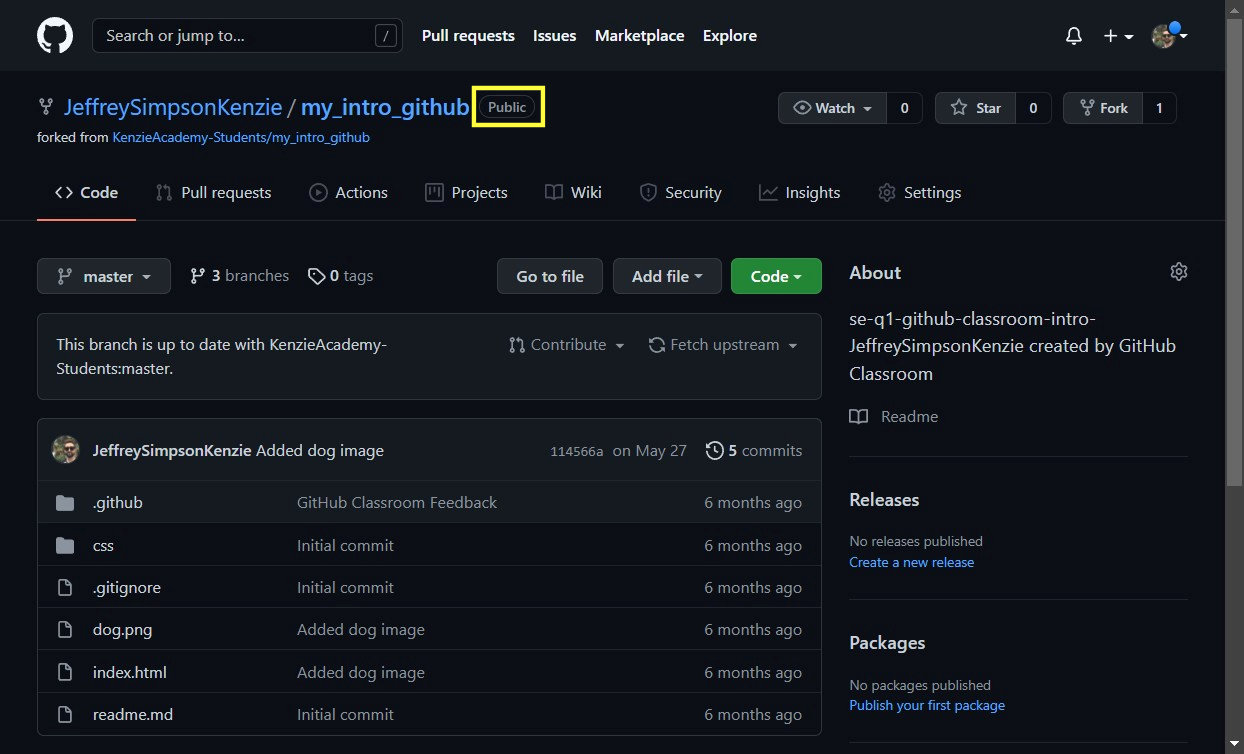 Search or jump to... / Pull requests Issues Marketplace Explore
JeffreySimpsonKenzie / my_intro_github Public Watch 0 Star 0 Fork 1
forked from KenzieAcademy-Students/my_intro_github
Code Pull requests Actions Projects Wiki Security Insights Settings
master 3 branches 0 tags Go to file Add file Code
This branch is up to date with KenzieAcademy-
Students:master.
Contribute Fetch upstream
JeffreySimpsonKenzie Added dog image 114566a on May 27 5 commits
.github GitHub Classroom Feedback 6 months ago
css Initial commit 6 months ago
.gitignore Initial commit 6 months ago
dog.png Added dog image 6 months ago
index.html Added dog image 6 months ago
readme.md Initial commit 6 months ago
About
se-q1-github-classroom-intro-
JeffreySimpsonKenzie created by GitHub
Classroom
Readme
Releases
No releases published
Create a new release
Packages
No packages published
Publish your first package